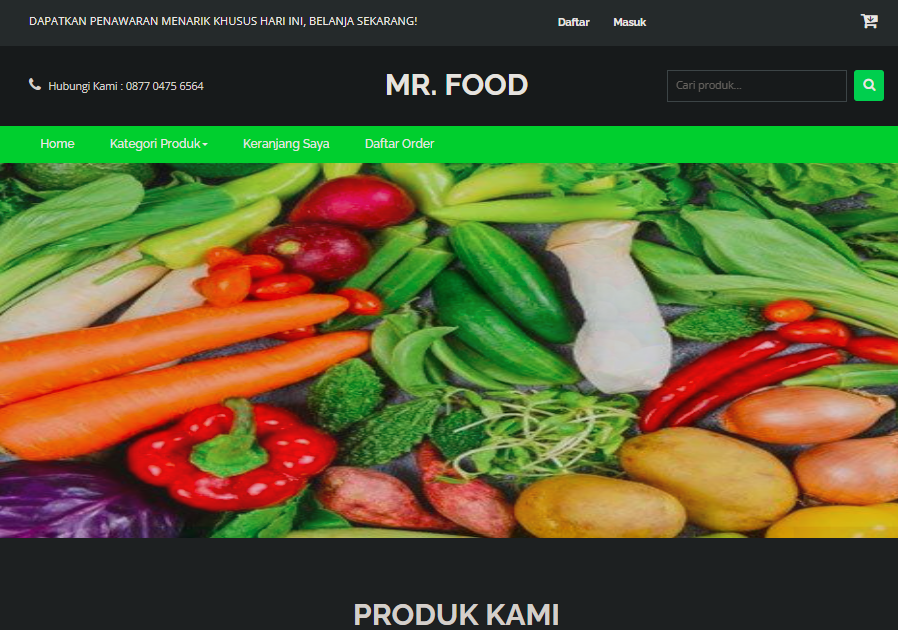 DAPATKAN PENAWARAN MENARIK KHUSUS HARI INI, BELANJA SEKARANG!
Daftar
Masuk
Hubungi Kami : 0877 0475 6564
MR. FOOD
Cari produk...
Home
Kategori Produk
Keranjang Saya
Daftar Order
PRODUK KAMI